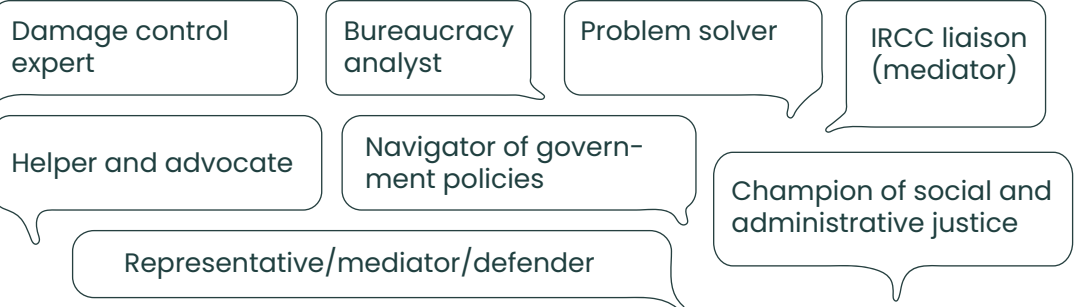 Damage control
expert
Bureaucracy
analyst
Problem solver
IRCC liaison
(mediator)
Helper and advocate
Navigator of govern-
ment policies
Champion of social and
administrative justice
Representative/mediator/defender